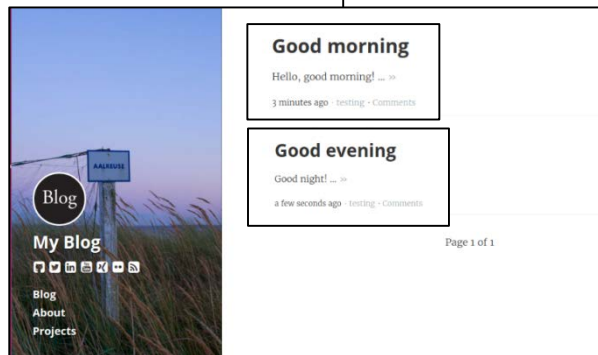 AALREUSE
Blog
My Blog
Blog
About
Projects
Good morning
Hello, good morning! ... »
3 minutes ago · testing · Comments
Good evening
Good night! ... »
a few seconds ago · testing · Comments
Page 1 of 1